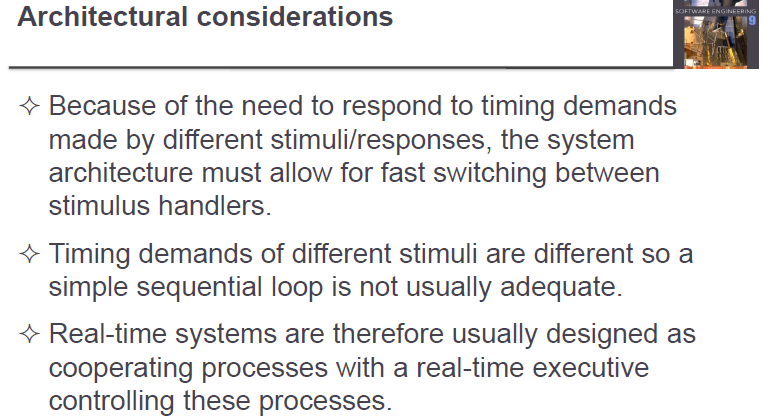 Architectural considerations
SOFTWARE ENGINEERING
9
✧ Because of the need to respond to timing demands
made by different stimuli/responses, the system
architecture must allow for fast switching between
stimulus handlers.
✧ Timing demands of different stimuli are different so a
simple sequential loop is not usually adequate.
✧ Real-time systems are therefore usually designed as
cooperating processes with a real-time executive
controlling these processes.